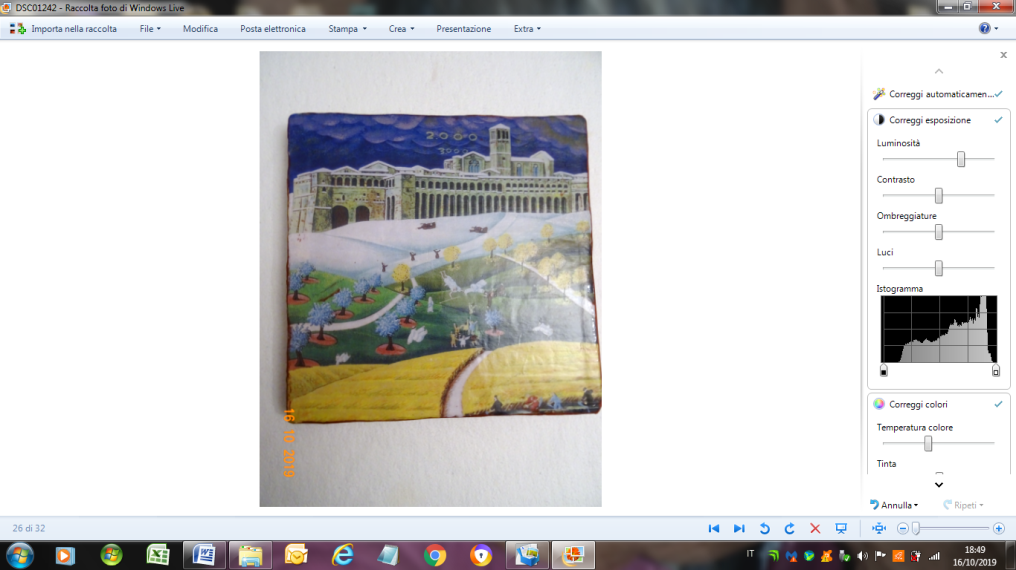 DSC01242 - Raccolta foto di Windows Live
Importa nella raccolta File Modifica Posta elettronica Stampa Crea Presentazione Extra
Correggi automaticamen...
Correggi esposizione
Luminosità
Contrasto
Ombreggiature
Luci
Istogramma
Correggi colori
Temperatura colore
Tinta
Annulla Ripeti
2000
16 10 2019
26 di 32
IT
18:49
16/10/2019